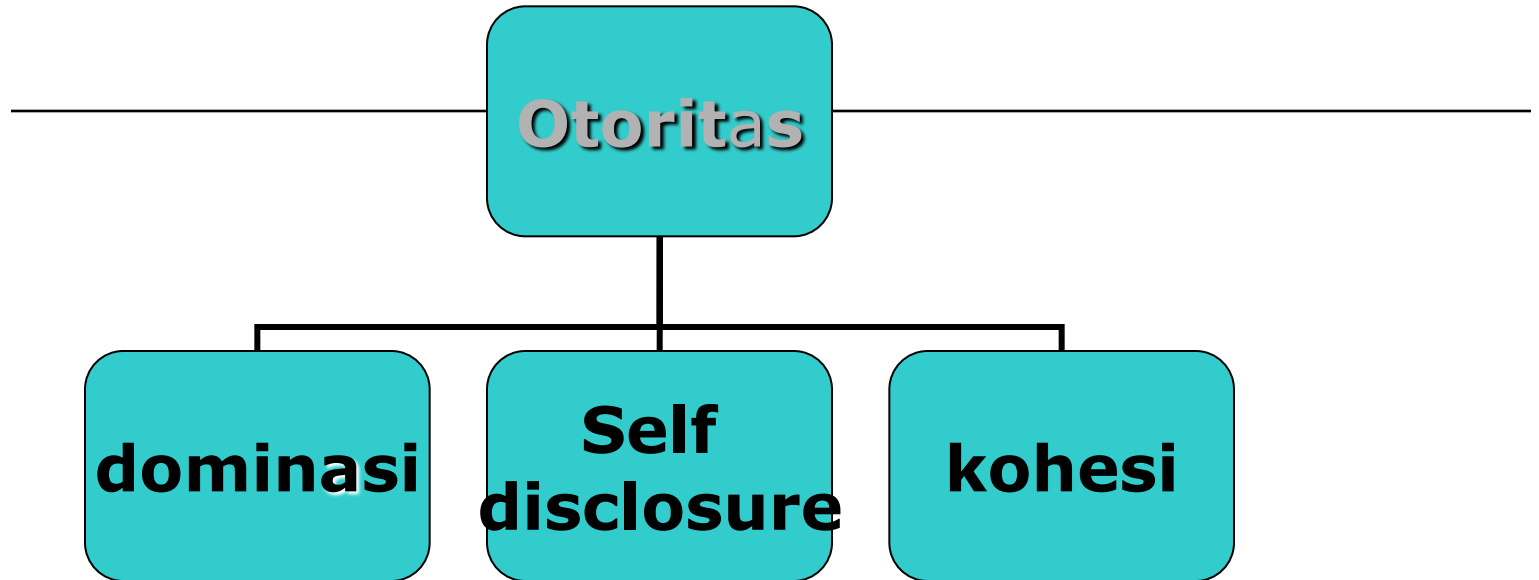 Otoritas
dominasi
Self
disclosure
kohesi